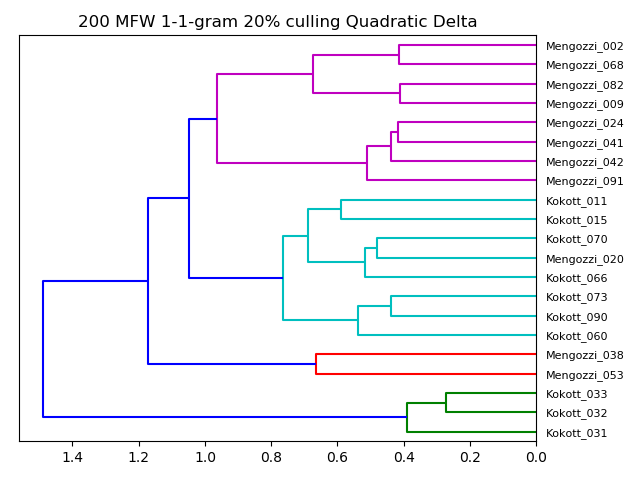 200 MFW 1-1-gram 20% culling Quadratic Delta
Mengozzi_002
Mengozzi_068
Mengozzi_082
Mengozzi_009
Mengozzi_024
Mengozzi_041
Mengozzi_042
Mengozzi_091
Kokott_011
Kokott_015
Kokott_070
Mengozzi_020
Kokott_066
Kokott_073
Kokott_090
Kokott_060
Mengozzi_038
Mengozzi_053
Kokott_033
Kokott_032
Kokott_031
1.4 1.2 1.0 0.8 0.6 0.4 0.2 0.0